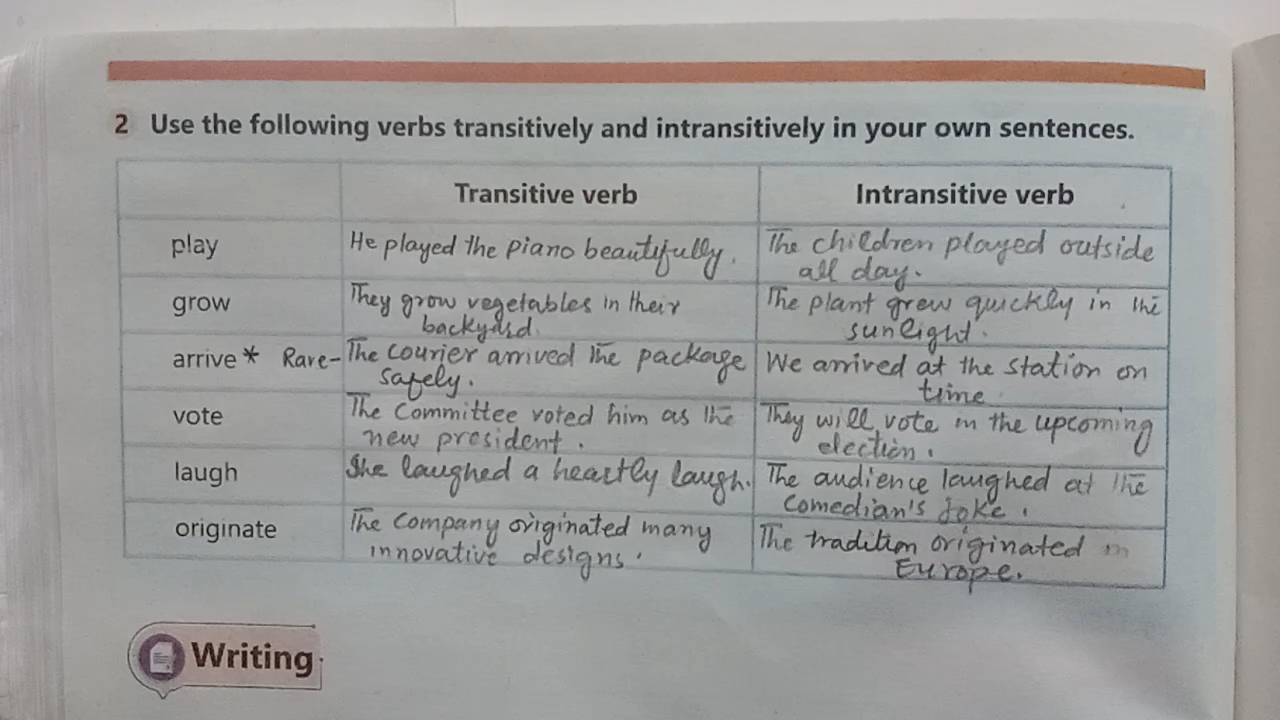 2 Use the following verbs transitively and intransitively in your own sentences.
Transitive verb Intransitive verb
play He played the piano beautifully. The children played outside
all day.
grow They grow vegetables in their The plant grew quickly in the
backyard. sunlight.
arrive * Rare- The courier arrived the package We arrived at the station on
safely. time
vote The Committee voted him as the They will vote in the upcoming
new president. election.
laugh She laughed a heartly laugh. The audience laughed at the
Comedian's Joke.
originate The Company originated many The tradition originated in
innovative designs. Europe.
Writing